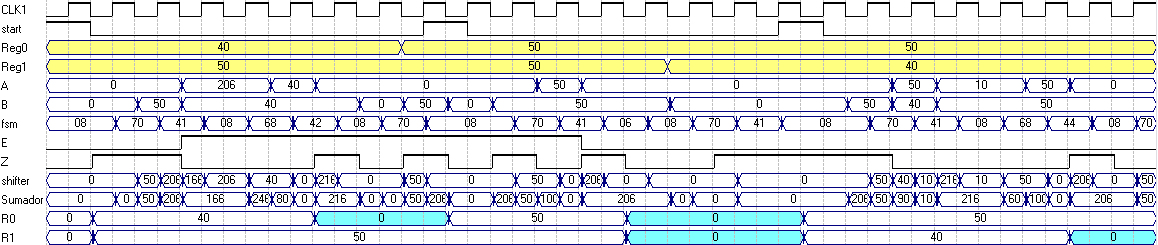 CLK1
start
Reg0 40 50 50
Reg1 50 50 40
A 0 206 40 0 50 0 50 10 50 0
B 0 50 40 0 50 0 50 0 50 40 50
fsm 08 70 41 08 68 42 08 70 08 70 41 06 08 70 41 08 70 41 08 68 44 08 70
E
Z
shifter 0 50 206 166 206 40 0 216 0 50 0 50 0 206 0 0 0 50 40 10 216 10 50 0 206 0 50
Sumador 0 0 50 206 166 246 80 0 216 0 0 50 206 0 206 50 100 0 206 0 0 0 206 50 90 10 216 60 100 0 206 50
R0 0 40 0 50 0 50
R1 0 50 0 40 0